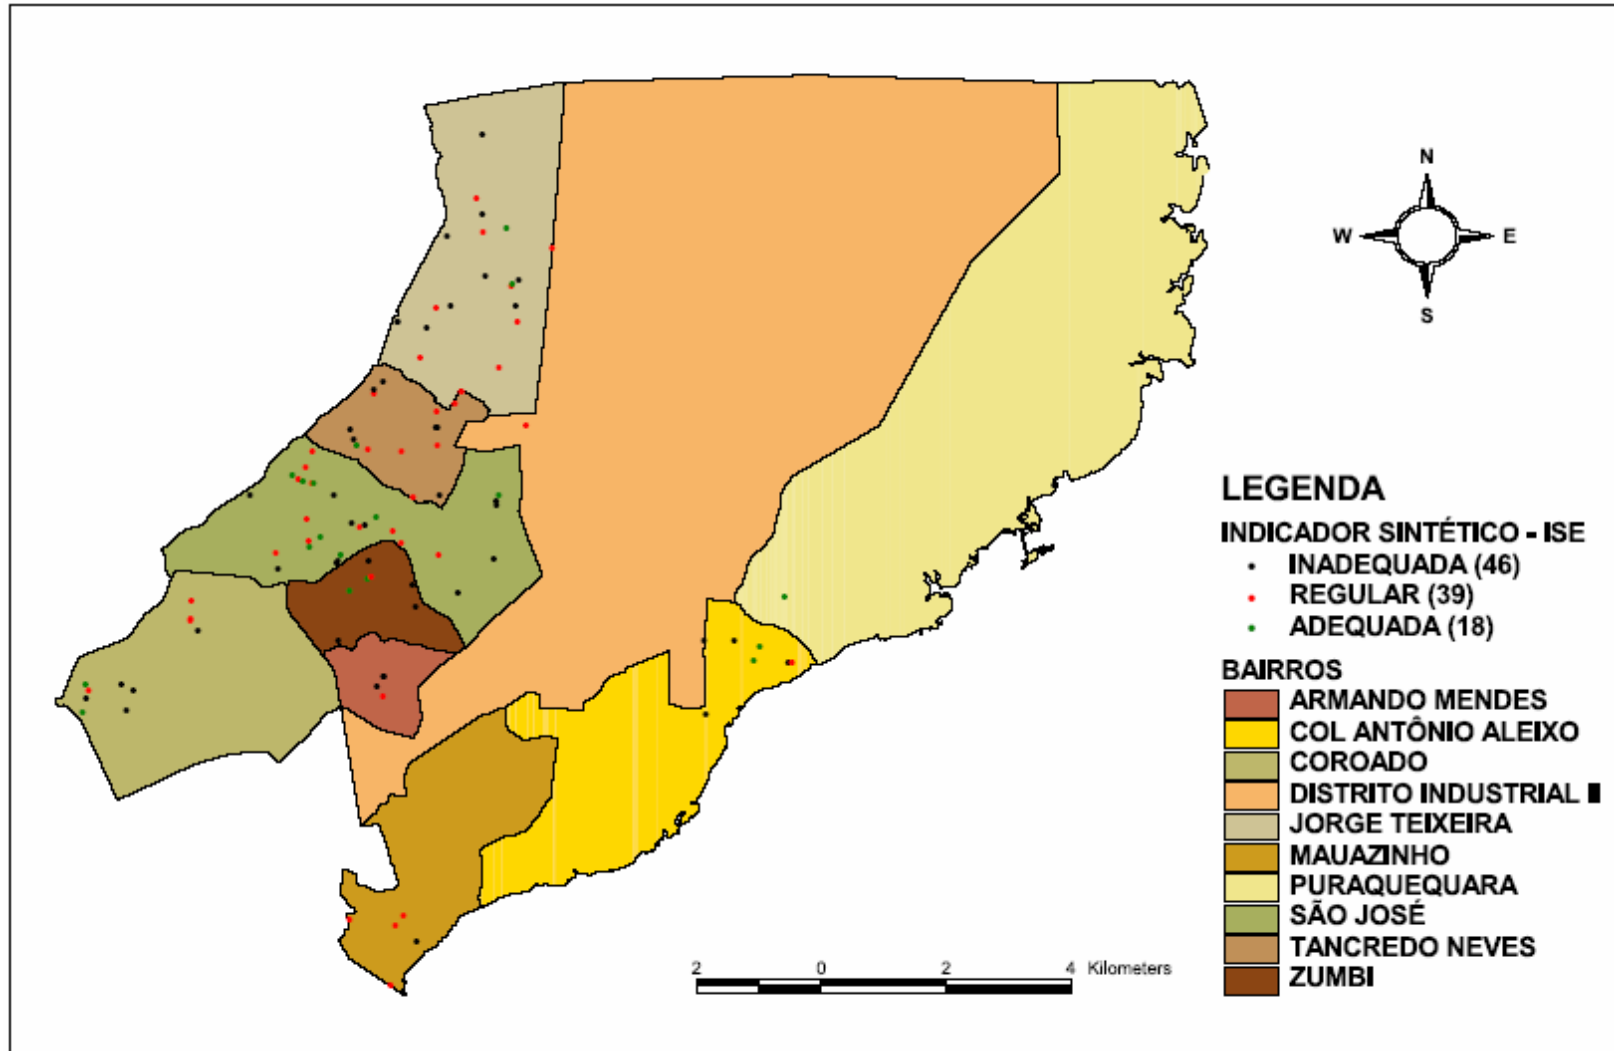 N
W E
S
LEGENDA
INDICADOR SINTÉTICO - ISE
INADEQUADA (46)
REGULAR (39)
ADEQUADA (18)
BAIRROS
ARMANDO MENDES
COL ANTÔNIO ALEIXO
COROADO
DISTRITO INDUSTRIAL II
JORGE TEIXEIRA
MAUAZINHO
PURAQUEQUARA
SÃO JOSÉ
TANCREDO NEVES
ZUMBI
2 0 2 4 Kilometers